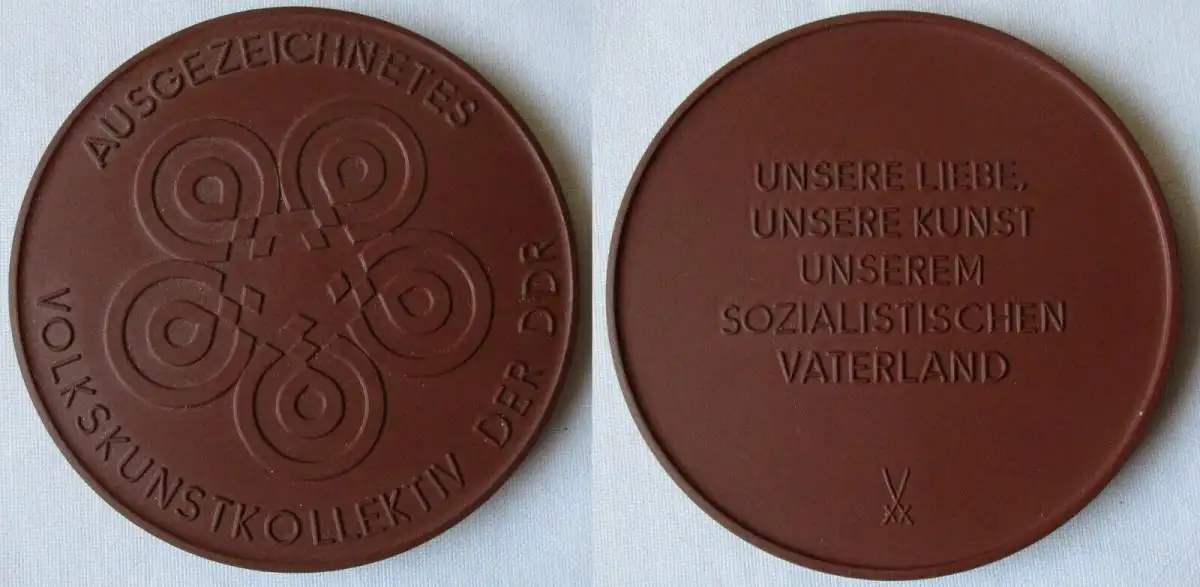 AUSGEZEICHNETES
VOLKSKUNSTKOLLEKTIV DER DDR
UNSERE LIEBE,
UNSERE KUNST
UNSEREM
SOZIALISTISCHEN
VATERLAND